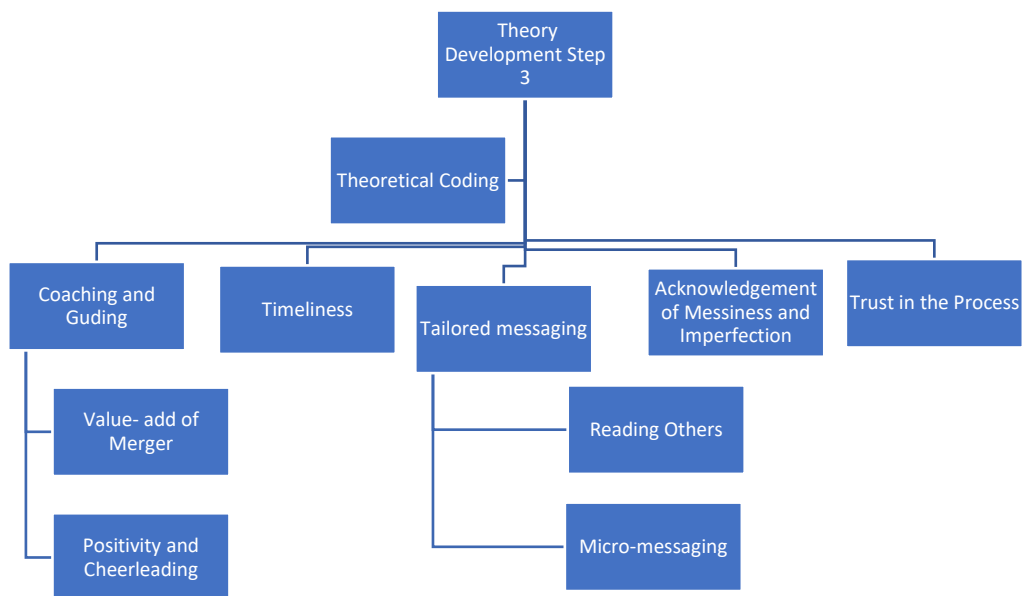 Theory
Development Step
3
Theoretical Coding
Coaching and
Guding
Timeliness
Tailored messaging
Acknowledgement
of Messiness and
Imperfection
Trust in the Process
Value- add of
Merger
Reading Others
Positivity and
Cheerleading
Micro-messaging